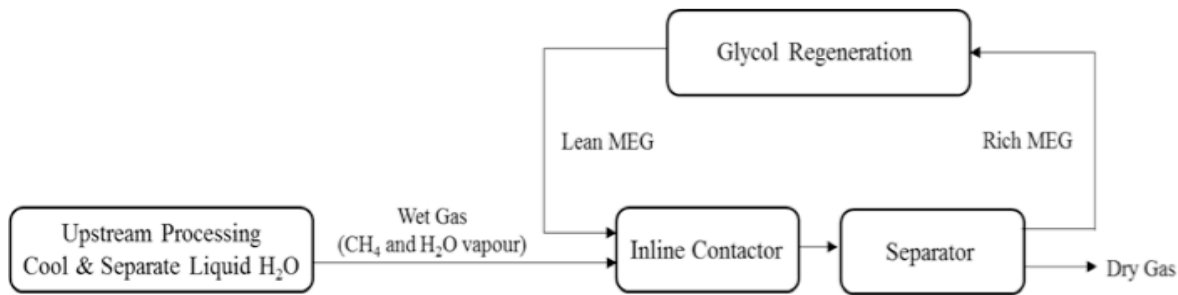 Glycol Regeneration
Lean MEG
Rich MEG
Wet Gas
(CH₄ and H₂O vapour)
Upstream Processing
Cool & Separate Liquid H₂O
Inline Contactor
Separator
Dry Gas